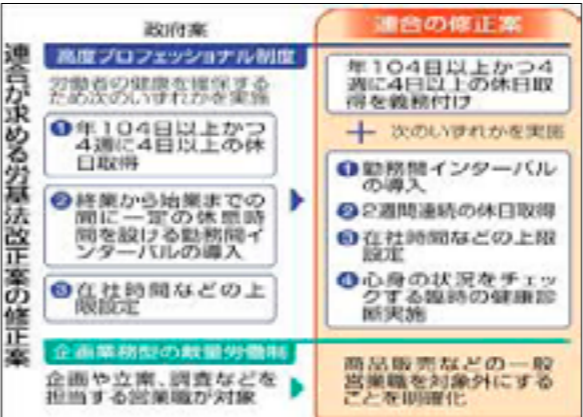 連合が求める労基法改正案の修正案
政府案
高度プロフェッショナル制度
労働者の健康を確保する
ため次のいずれかを実施
❶年104日以上かつ
4週に4日以上の休
日取得
❷終業から始業までの
間に一定の休息時
間を設ける勤務間イ
ンターバルの導入
❸在社時間などの上
限設定
企画業務型の裁量労働制
企画や立案、調査などを
担当する営業職が対象
連合の修正案
年104日以上かつ4
週に4日以上の休日取
得を義務付け
＋ 次のいずれかを実施
❶勤務間インターバル
の導入
❷2週間連続の休日取得
❸在社時間などの上限
設定
❹心身の状況をチェッ
クする臨時の健康診
断実施
商品販売などの一般
営業職を対象外にする
ことを明確化